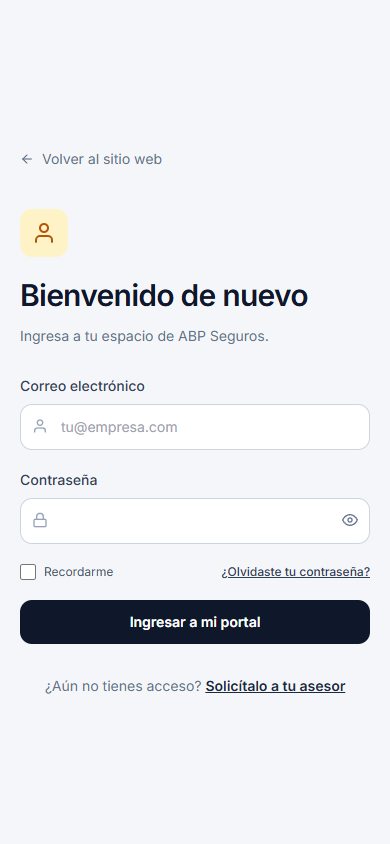 Volver al sitio web
Bienvenido de nuevo
Ingresa a tu espacio de ABP Seguros.
Correo electrónico
tu@empresa.com
Contraseña
Recordarme ¿Olvidaste tu contraseña?
Ingresar a mi portal
¿Aún no tienes acceso? Solicítalo a tu asesor